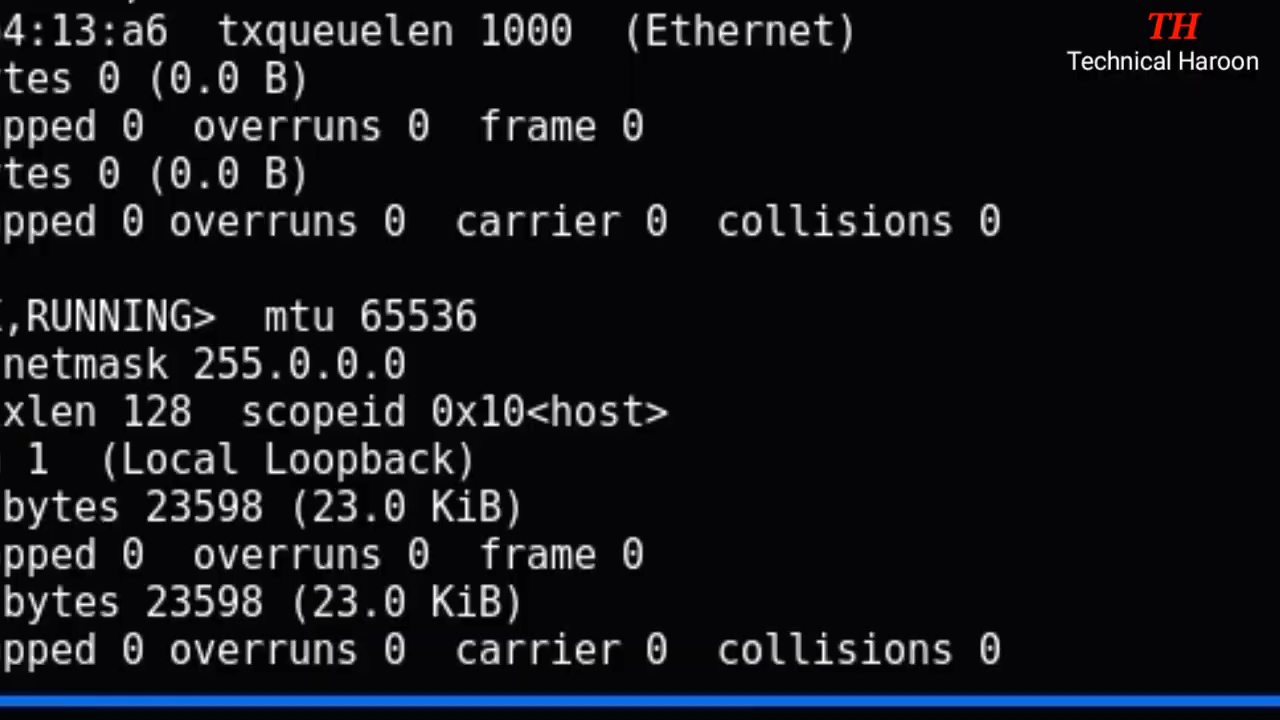 4:13:a6  txqueuelen 1000  (Ethernet)
tes 0 (0.0 B)
pped 0  overruns 0  frame 0
tes 0 (0.0 B)
pped 0 overruns 0  carrier 0  collisions 0
,RUNNING>  mtu 65536
netmask 255.0.0.0
xlen 128  scopeid 0x10<host>
1  (Local Loopback)
bytes 23598 (23.0 KiB)
pped 0  overruns 0  frame 0
bytes 23598 (23.0 KiB)
pped 0 overruns 0  carrier 0  collisions 0
TH
Technical Haroon